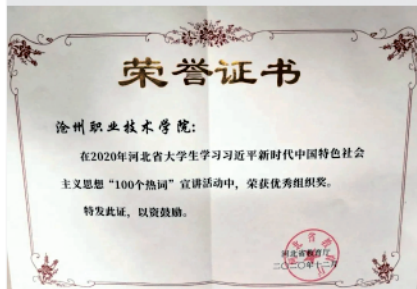 荣誉证书
沧州职业技术学院：
在2020年河北省大学生学习习近平新时代中国特色社会
主义思想“100个热词”宣讲活动中，荣获优秀组织奖。
特发此证，以资鼓励。
河北省教育厅
二〇二〇年十二月